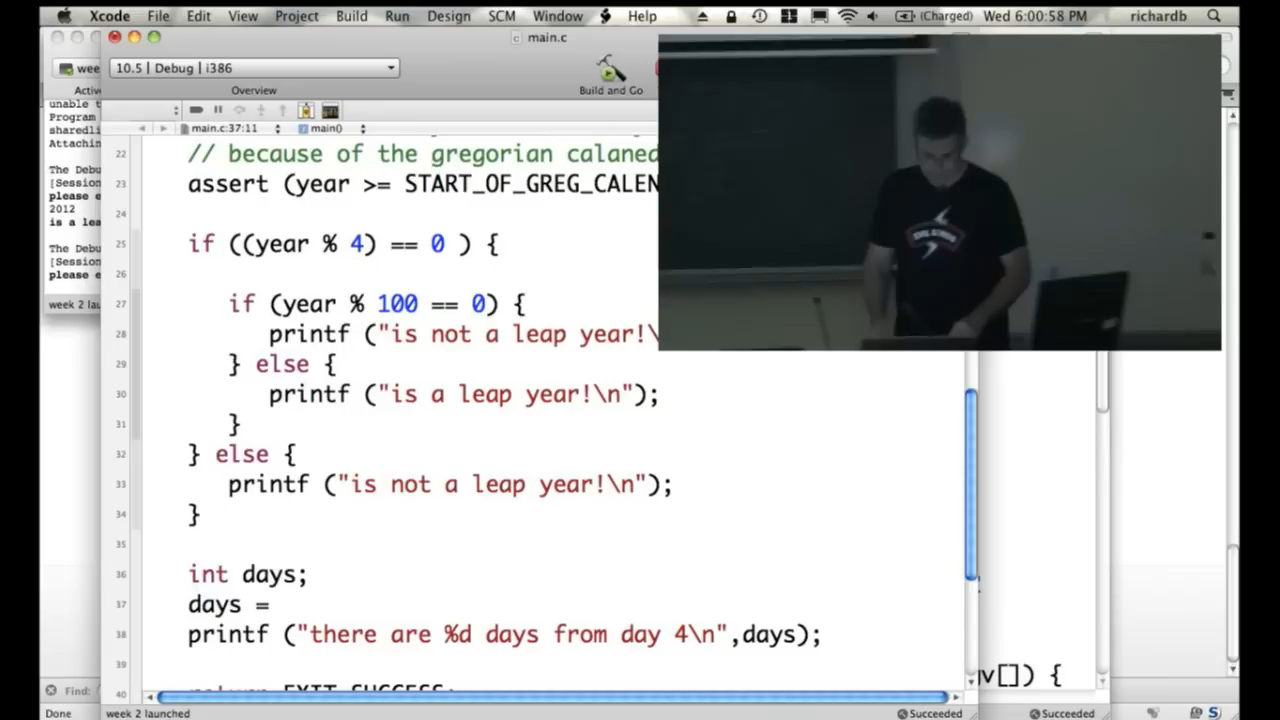 Xcode File Edit View Project Build Run Design SCM Window Help (Charged) Wed 6:00:58 PM richardb
main.c
wee
10.5 | Debug | i386
Active
Overview
Build and Go
unable t
Program
sharedli
Attachin
main.c:37:11 main()
The Debu
[Session
please e
2012
is a lea
The Debu
[Session
please e
week 2 lau
22 // because of the gregorian calaned
23 assert (year >= START_OF_GREG_CALEN
24
25 if ((year % 4) == 0 ) {
26
27 if (year % 100 == 0) {
28 printf ("is not a leap year!\
29 } else {
30 printf ("is a leap year!\n");
31 }
32 } else {
33 printf ("is not a leap year!\n");
34 }
35
36 int days;
37 days =
38 printf ("there are %d days from day 4\n",days);
39
40 return EXIT_SUCCESS;
v[]) {
Find:
Done
week 2 launched
Succeeded
Succeeded